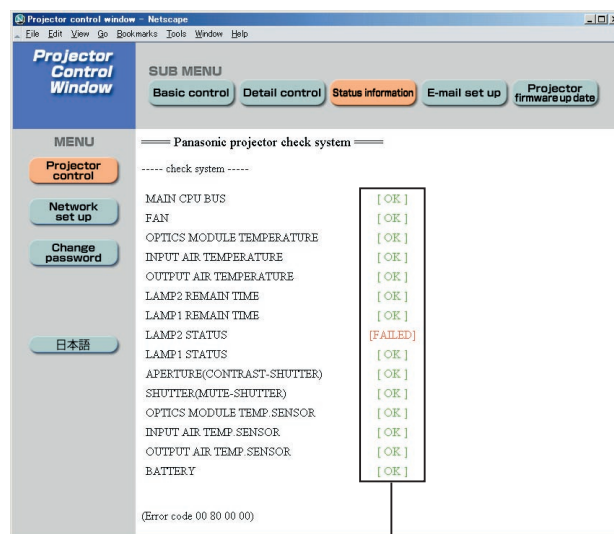 Projector control window - Netscape
File Edit View Go Bookmarks Tools Window Help
Projector
Control
Window
SUB MENU
Basic control Detail control Status information E-mail set up Projector firmware up date
MENU
Projector control
Network set up
Change password
日本語
Panasonic projector check system
----- check system -----
MAIN CPU BUS [ OK ]
FAN [ OK ]
OPTICS MODULE TEMPERATURE [ OK ]
INPUT AIR TEMPERATURE [ OK ]
OUTPUT AIR TEMPERATURE [ OK ]
LAMP2 REMAIN TIME [ OK ]
LAMP1 REMAIN TIME [ OK ]
LAMP2 STATUS [FAILED]
LAMP1 STATUS [ OK ]
APERTURE(CONTRAST-SHUTTER) [ OK ]
SHUTTER(MUTE-SHUTTER) [ OK ]
OPTICS MODULE TEMP.SENSOR [ OK ]
INPUT AIR TEMP.SENSOR [ OK ]
OUTPUT AIR TEMP.SENSOR [ OK ]
BATTERY [ OK ]
(Error code 00 80 00 00)